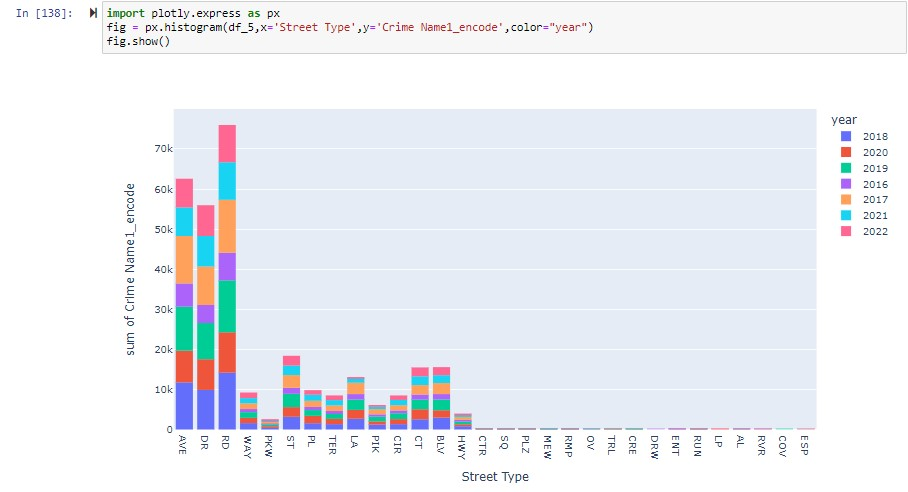 In [138]:
import plotly.express as px
fig = px.histogram(df_5,x='Street Type',y='Crime Name1_encode',color="year")
fig.show()
year
2018
2020
2019
2016
2017
2021
2022
sum of Crime Name1_encode
70k
60k
50k
40k
30k
20k
10k
0
AVE
DR
RD
WAY
PKW
ST
PL
TER
LA
PIK
CIR
CT
BLV
HWY
CTR
SQ
PLZ
MEW
RMP
OV
TRL
CRE
DRW
ENT
RUN
LP
AL
RVR
COV
ESP
Street Type